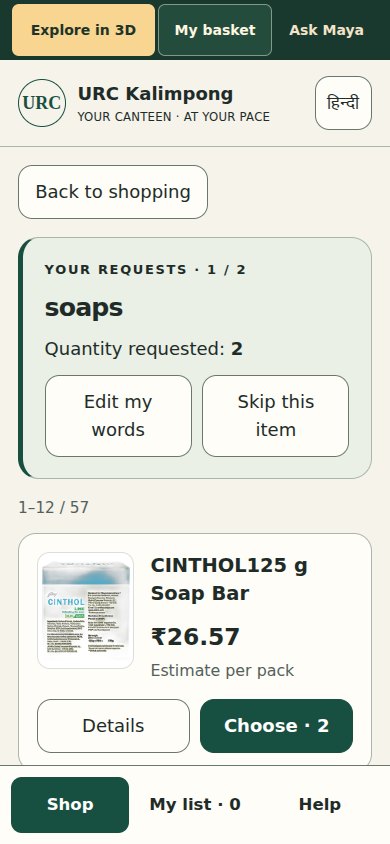 Explore in 3D
My basket
Ask Maya
URC
URC Kalimpong
YOUR CANTEEN · AT YOUR PACE
हिन्दी
Back to shopping
YOUR REQUESTS · 1 / 2
soaps
Quantity requested: 2
Edit my
words
Skip this
item
1–12 / 57
CINTHOL
CINTHOL125 g
Soap Bar
₹26.57
Estimate per pack
Details
Choose · 2
Shop
My list · 0
Help